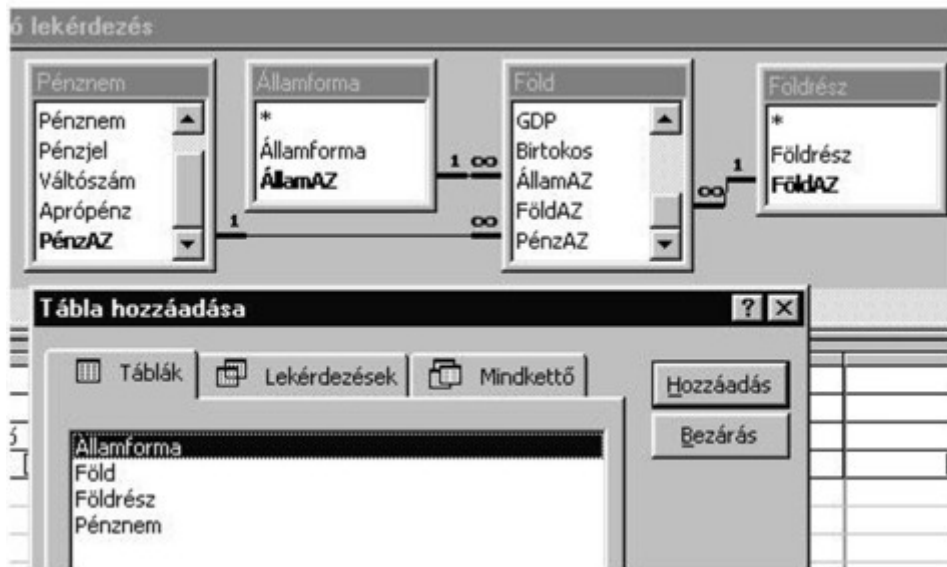 ó lekérdezés
Pénznem
Pénznem
Pénzjel
Váltószám
Aprópénz
PénzAZ
Államforma
*
Államforma
ÁllamAZ
Föld
GDP
Birtokos
ÁllamAZ
FöldAZ
PénzAZ
Földrész
*
Földrész
FöldAZ
1 ∞
1 ∞
1 ∞
Tábla hozzáadása
Táblák
Lekérdezések
Mindkettő
Hozzáadás
Bezárás
Államforma
Föld
Földrész
Pénznem